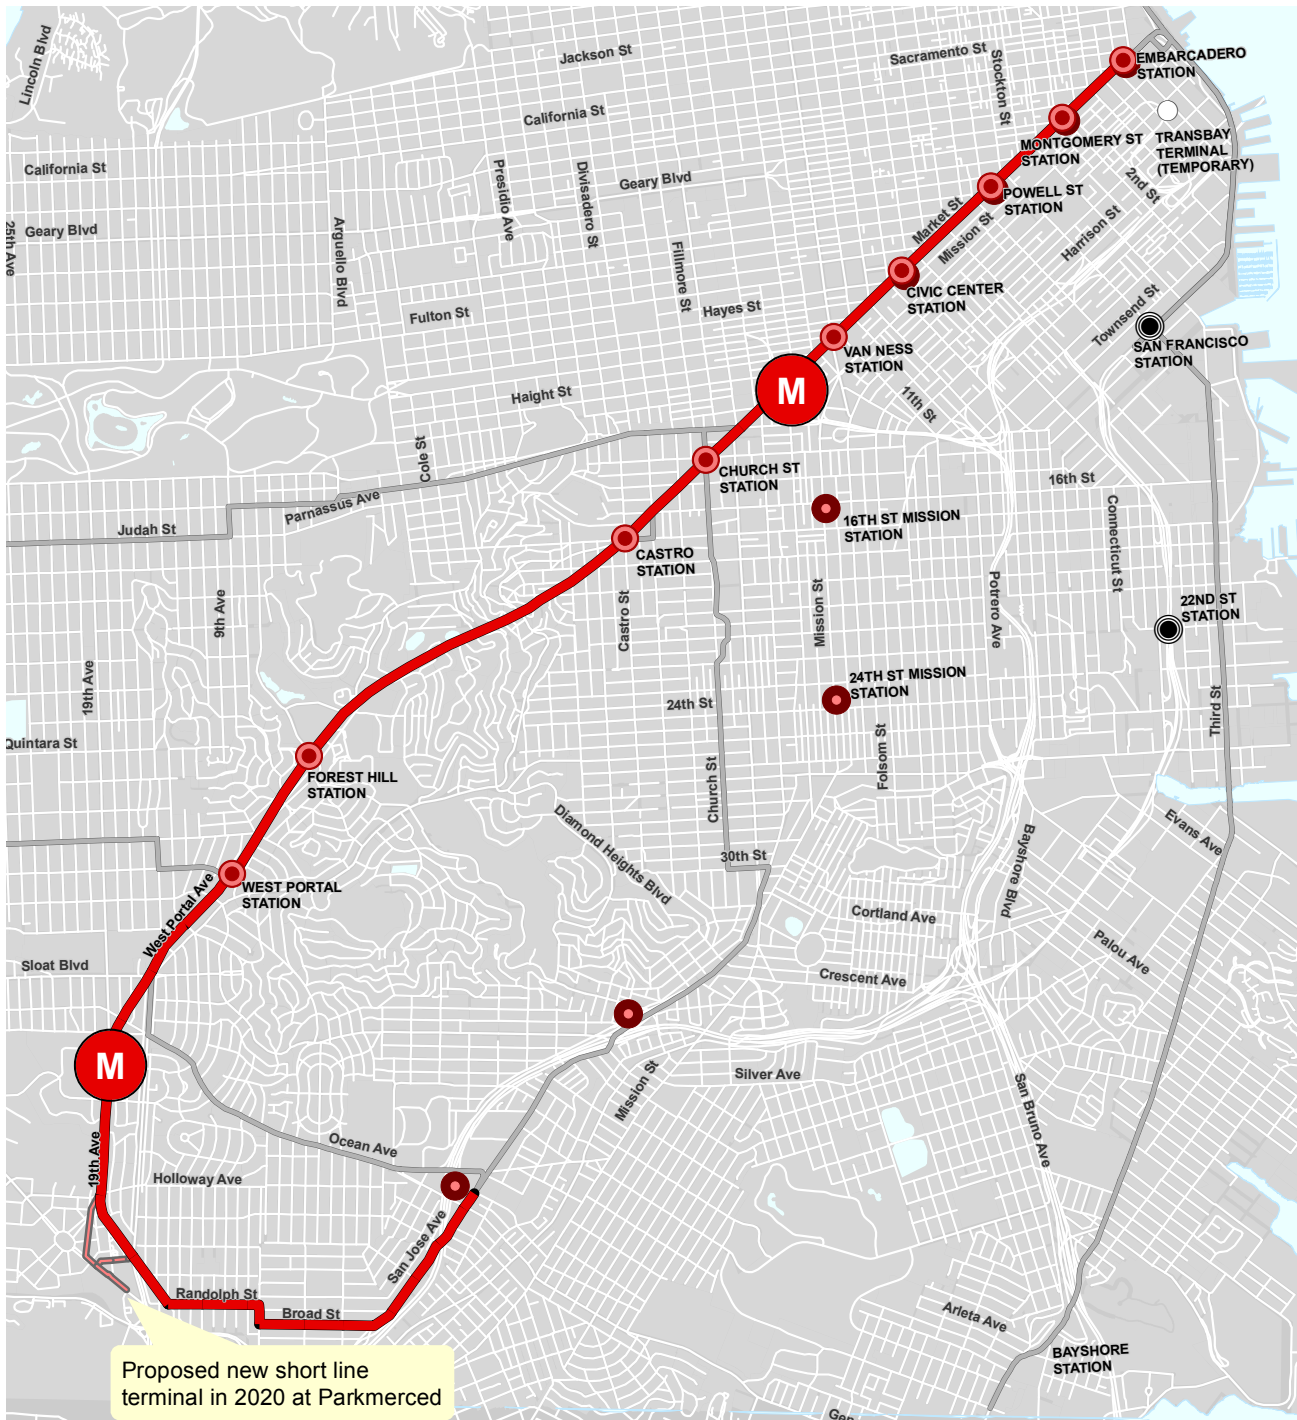 Lincoln Blvd
Jackson St
Sacramento St
Stockton St
EMBARCADERO
STATION
California St
MONTGOMERY ST
STATION
TRANSBAY
TERMINAL
(TEMPORARY)
California St
Presidio Ave
Divisadero St
Geary Blvd
2nd St
POWELL ST
STATION
Market St
Mission St
Harrison St
25th Ave
Geary Blvd
Arguello Blvd
Fillmore St
CIVIC CENTER
STATION
Fulton St
Hayes St
Townsend St
SAN FRANCISCO
STATION
VAN NESS
STATION
M
Haight St
11th St
Cole St
CHURCH ST
STATION
16th St
Parnassus Ave
Judah St
16TH ST MISSION
STATION
Connecticut St
CASTRO
STATION
9th Ave
Castro St
Mission St
Potrero Ave
22ND ST
STATION
19th Ave
24TH ST MISSION
STATION
24th St
Third St
Quintara St
Folsom St
FOREST HILL
STATION
Church St
Diamond Heights Blvd
30th St
Bayshore Blvd
Evans Ave
WEST PORTAL
STATION
West Portal Ave
Cortland Ave
Palou Ave
Sloat Blvd
Crescent Ave
M
Mission St
Silver Ave
San Bruno Ave
Ocean Ave
19th Ave
Holloway Ave
San Jose Ave
Randolph St
Broad St
Arleta Ave
BAYSHORE
STATION
Proposed new short line
terminal in 2020 at Parkmerced